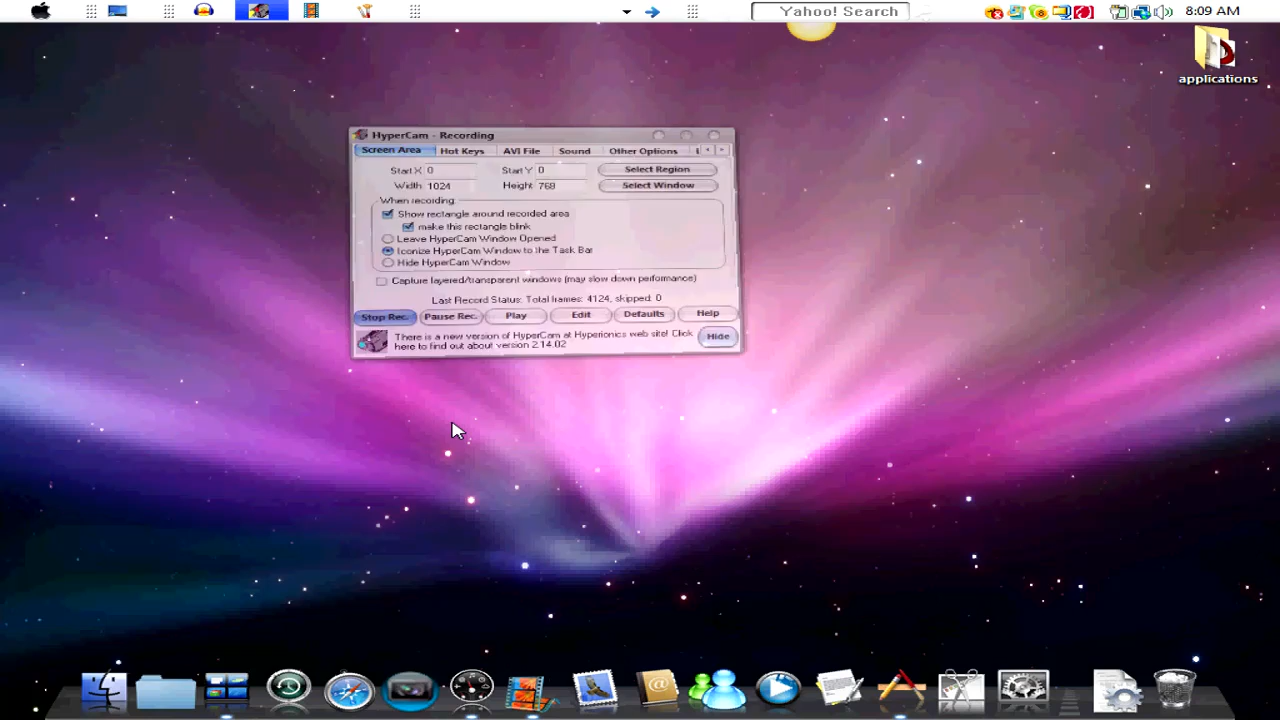 Yahoo! Search
8:09 AM
applications
HyperCam - Recording
Screen Area Hot Keys AVI File Sound Other Options
Start X 0 Start Y 0 Select Region
Width 1024 Height 768 Select Window
When recording:
Show rectangle around recorded area
make this rectangle blink
Leave HyperCam Window Opened
Iconize HyperCam Window to the Task Bar
Hide HyperCam Window
Capture layered/transparent windows (may slow down performance)
Last Record Status: Total frames: 4124, skipped: 0
Stop Rec. Pause Rec. Play Edit Defaults Help
There is a new version of HyperCam at Hyperionics web site! Click
here to find out about version 2.14.02
Hide